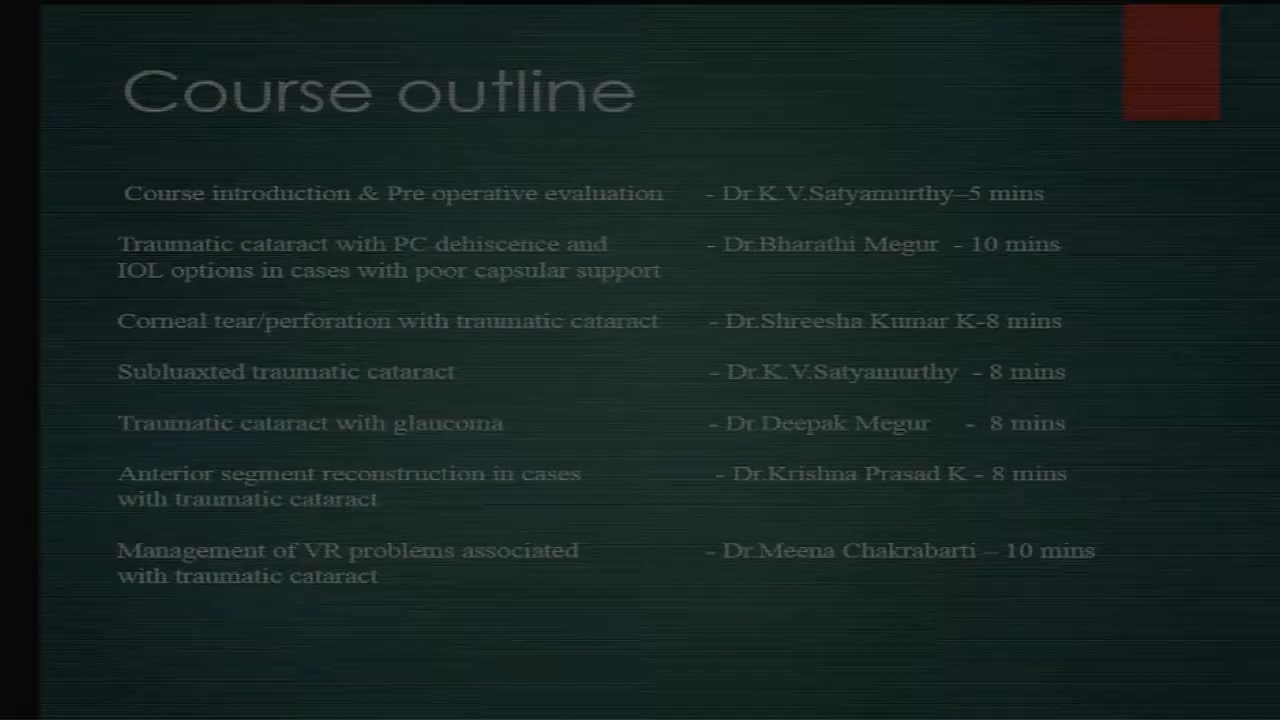 Course outline
Course introduction & Pre operative evaluation - Dr.K.V.Satyamurthy–5 mins
Traumatic cataract with PC dehiscence and - Dr.Bharathi Megur - 10 mins
IOL options in cases with poor capsular support
Corneal tear/perforation with traumatic cataract - Dr.Shreesha Kumar K-8 mins
Subluaxted traumatic cataract - Dr.K.V.Satyamurthy - 8 mins
Traumatic cataract with glaucoma - Dr.Deepak Megur - 8 mins
Anterior segment reconstruction in cases - Dr.Krishna Prasad K - 8 mins
with traumatic cataract
Management of VR problems associated - Dr.Meena Chakrabarti – 10 mins
with traumatic cataract